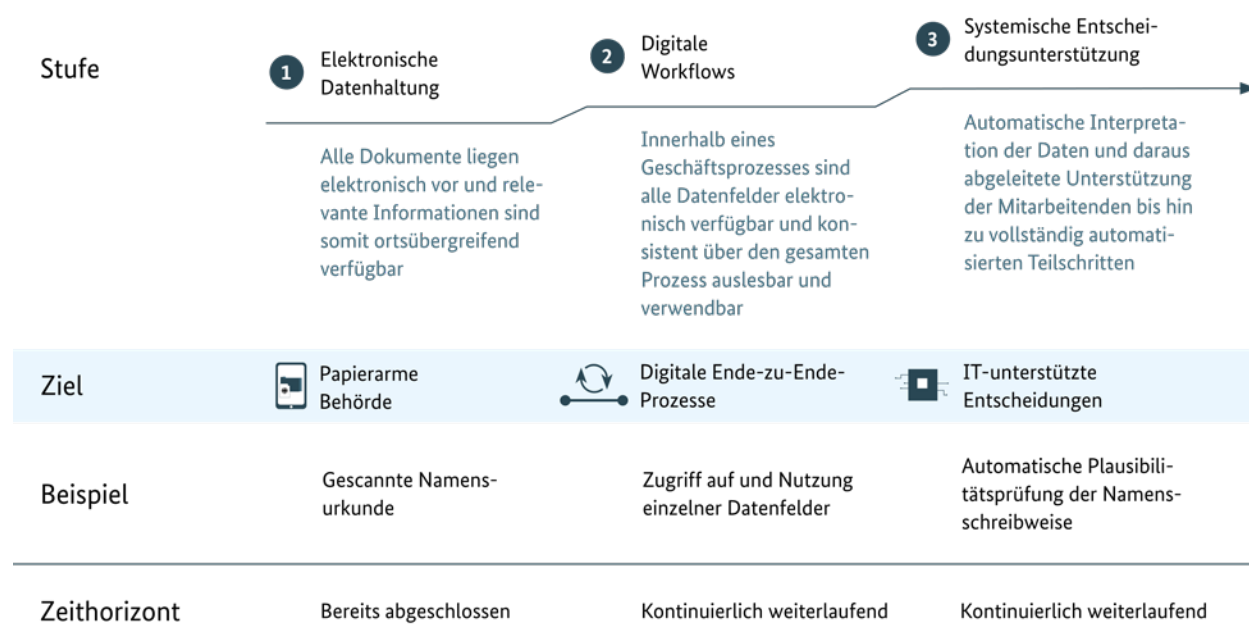 Stufe
1
Elektronische
Datenhaltung
2
Digitale
Workflows
3
Systemische Entschei-
dungsunterstützung
Alle Dokumente liegen
elektronisch vor und rele-
vante Informationen sind
somit ortsübergreifend
verfügbar
Innerhalb eines
Geschäftsprozesses sind
alle Datenfelder elektro-
nisch verfügbar und kon-
sistent über den gesamten
Prozess auslesbar und
verwendbar
Automatische Interpreta-
tion der Daten und daraus
abgeleitete Unterstützung
der Mitarbeitenden bis hin
zu vollständig automati-
sierten Teilschritten
Ziel
Papierarme
Behörde
Digitale Ende-zu-Ende-
Prozesse
IT-unterstützte
Entscheidungen
Beispiel
Gescannte Namens-
urkunde
Zugriff auf und Nutzung
einzelner Datenfelder
Automatische Plausibili-
tätsprüfung der Namens-
schreibweise
Zeithorizont
Bereits abgeschlossen
Kontinuierlich weiterlaufend
Kontinuierlich weiterlaufend